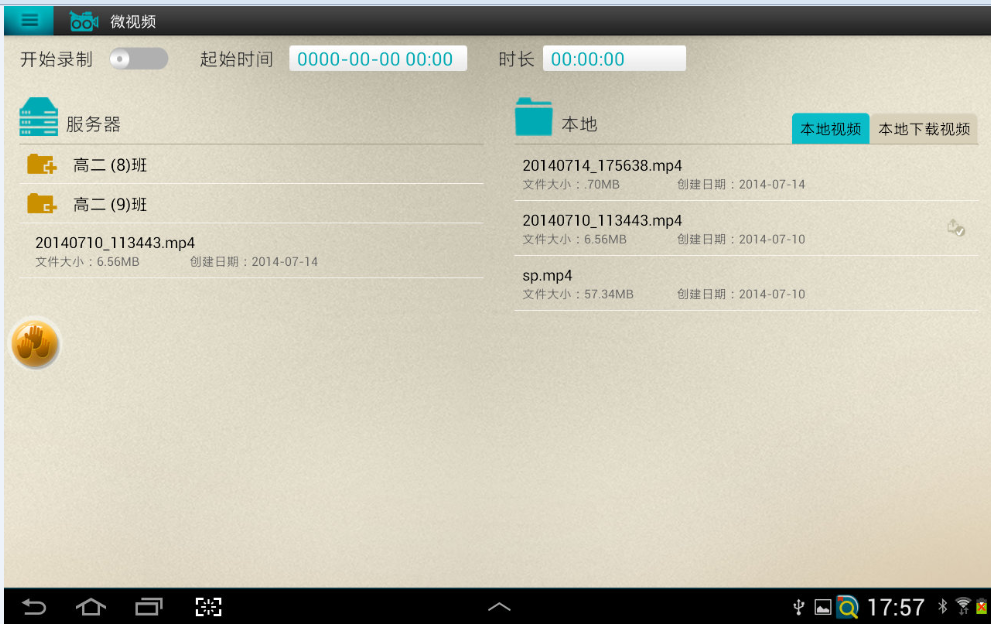 微视频
开始录制 起始时间 0000-00-00 00:00 时长 00:00:00
服务器
高二 (8)班
高二 (9)班
20140710_113443.mp4
文件大小：6.56MB 创建日期：2014-07-14
本地 本地视频 本地下载视频
20140714_175638.mp4
文件大小：.70MB 创建日期：2014-07-14
20140710_113443.mp4
文件大小：6.56MB 创建日期：2014-07-10
sp.mp4
文件大小：57.34MB 创建日期：2014-07-10
17:57